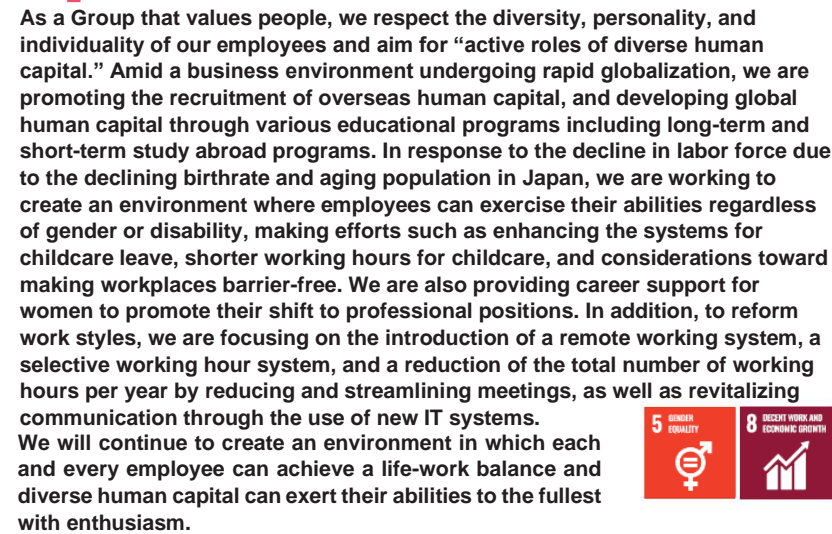 As a Group that values people, we respect the diversity, personality, and
individuality of our employees and aim for “active roles of diverse human
capital.” Amid a business environment undergoing rapid globalization, we are
promoting the recruitment of overseas human capital, and developing global
human capital through various educational programs including long-term and
short-term study abroad programs. In response to the decline in labor force due
to the declining birthrate and aging population in Japan, we are working to
create an environment where employees can exercise their abilities regardless
of gender or disability, making efforts such as enhancing the systems for
childcare leave, shorter working hours for childcare, and considerations toward
making workplaces barrier-free. We are also providing career support for
women to promote their shift to professional positions. In addition, to reform
work styles, we are focusing on the introduction of a remote working system, a
selective working hour system, and a reduction of the total number of working
hours per year by reducing and streamlining meetings, as well as revitalizing
communication through the use of new IT systems.
We will continue to create an environment in which each
and every employee can achieve a life-work balance and
diverse human capital can exert their abilities to the fullest
with enthusiasm.
5 GENDER
EQUALITY
8 DECENT WORK AND
ECONOMIC GROWTH